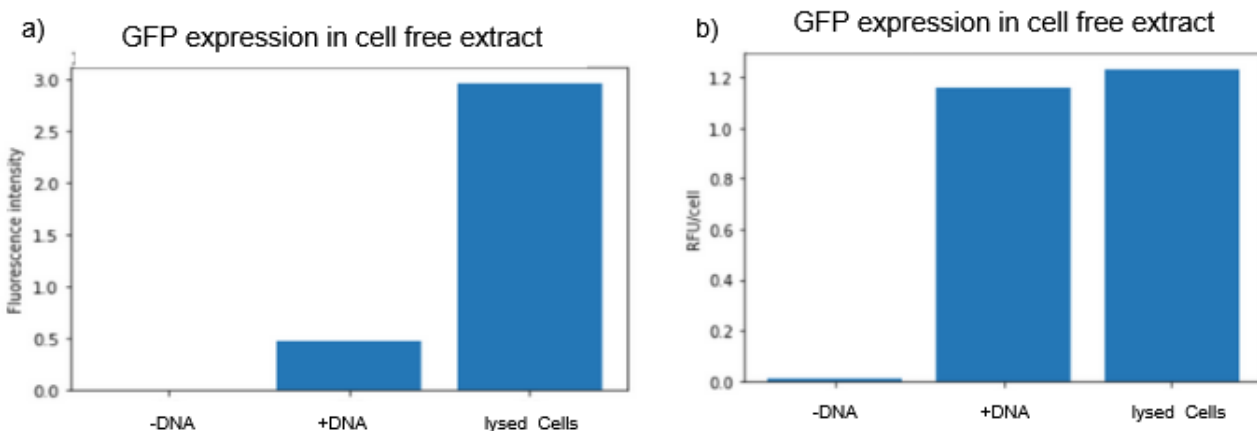 a)
GFP expression in cell free extract
Fluorescence intensity
3.0
2.5
2.0
1.5
1.0
0.5
0.0
-DNA +DNA lysed Cells
b)
GFP expression in cell free extract
RFU/cell
1.2
1.0
0.8
0.6
0.4
0.2
0.0
-DNA +DNA lysed Cells